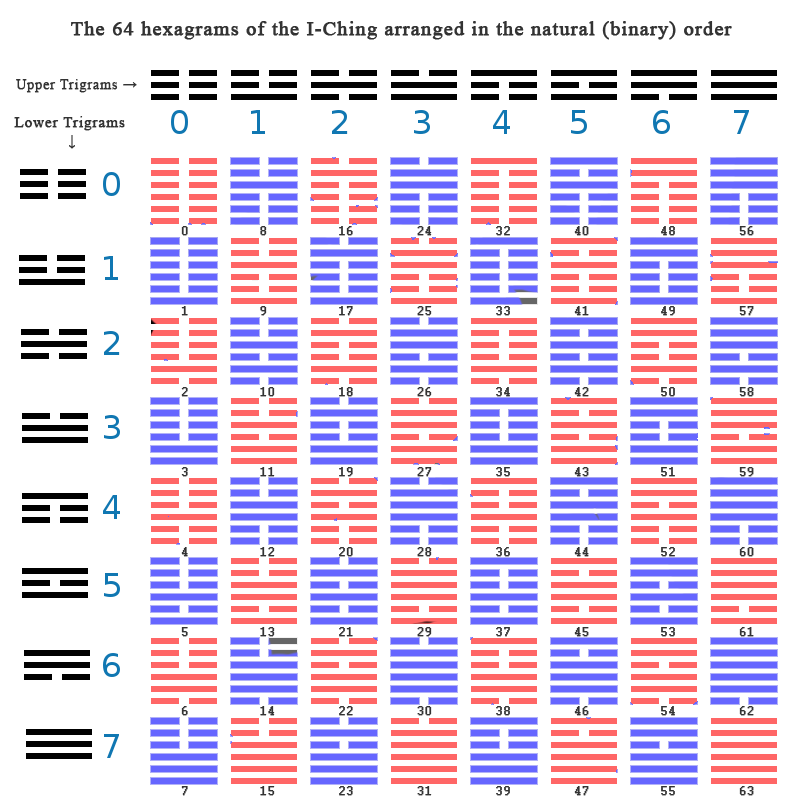 The 64 hexagrams of the I-Ching arranged in the natural (binary) order
Upper Trigrams →
0 1 2 3 4 5 6 7
Lower Trigrams
↓
0
0 8 16 24 32 40 48 56
1
1 9 17 25 33 41 49 57
2
2 10 18 26 34 42 50 58
3
3 11 19 27 35 43 51 59
4
4 12 20 28 36 44 52 60
5
5 13 21 29 37 45 53 61
6
6 14 22 30 38 46 54 62
7
7 15 23 31 39 47 55 63